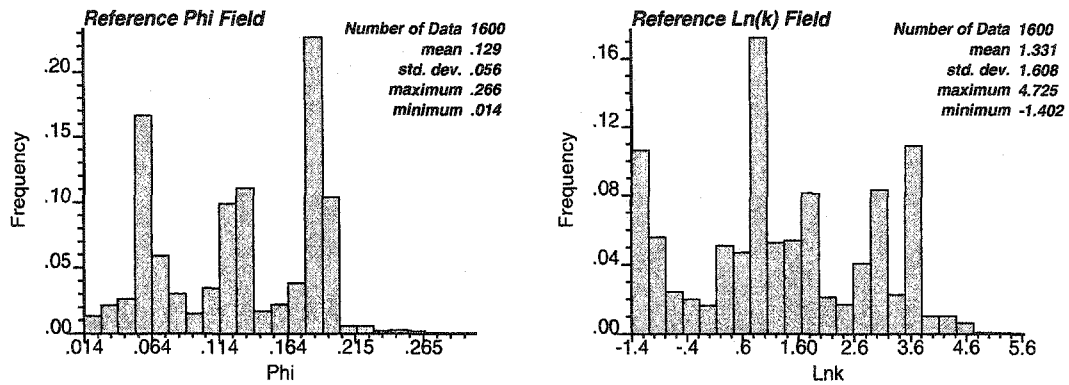 Reference Phi Field
Number of Data 1600
mean .129
std. dev. .056
maximum .266
minimum .014
.20
.15
.10
.05
.00
Frequency
.014 .064 .114 .164 .215 .265
Phi
Reference Ln(k) Field
Number of Data 1600
mean 1.331
std. dev. 1.608
maximum 4.725
minimum -1.402
.16
.12
.08
.04
.00
Frequency
-1.4 -.4 .6 1.60 2.6 3.6 4.6 5.6
Lnk